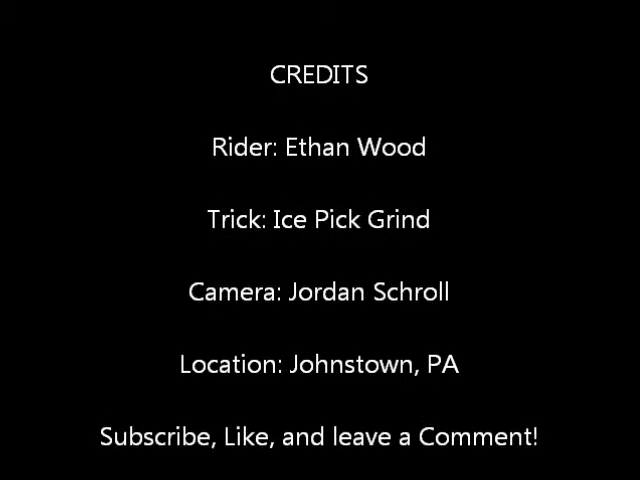 CREDITS
Rider: Ethan Wood
Trick: Ice Pick Grind
Camera: Jordan Schroll
Location: Johnstown, PA
Subscribe, Like, and leave a Comment!